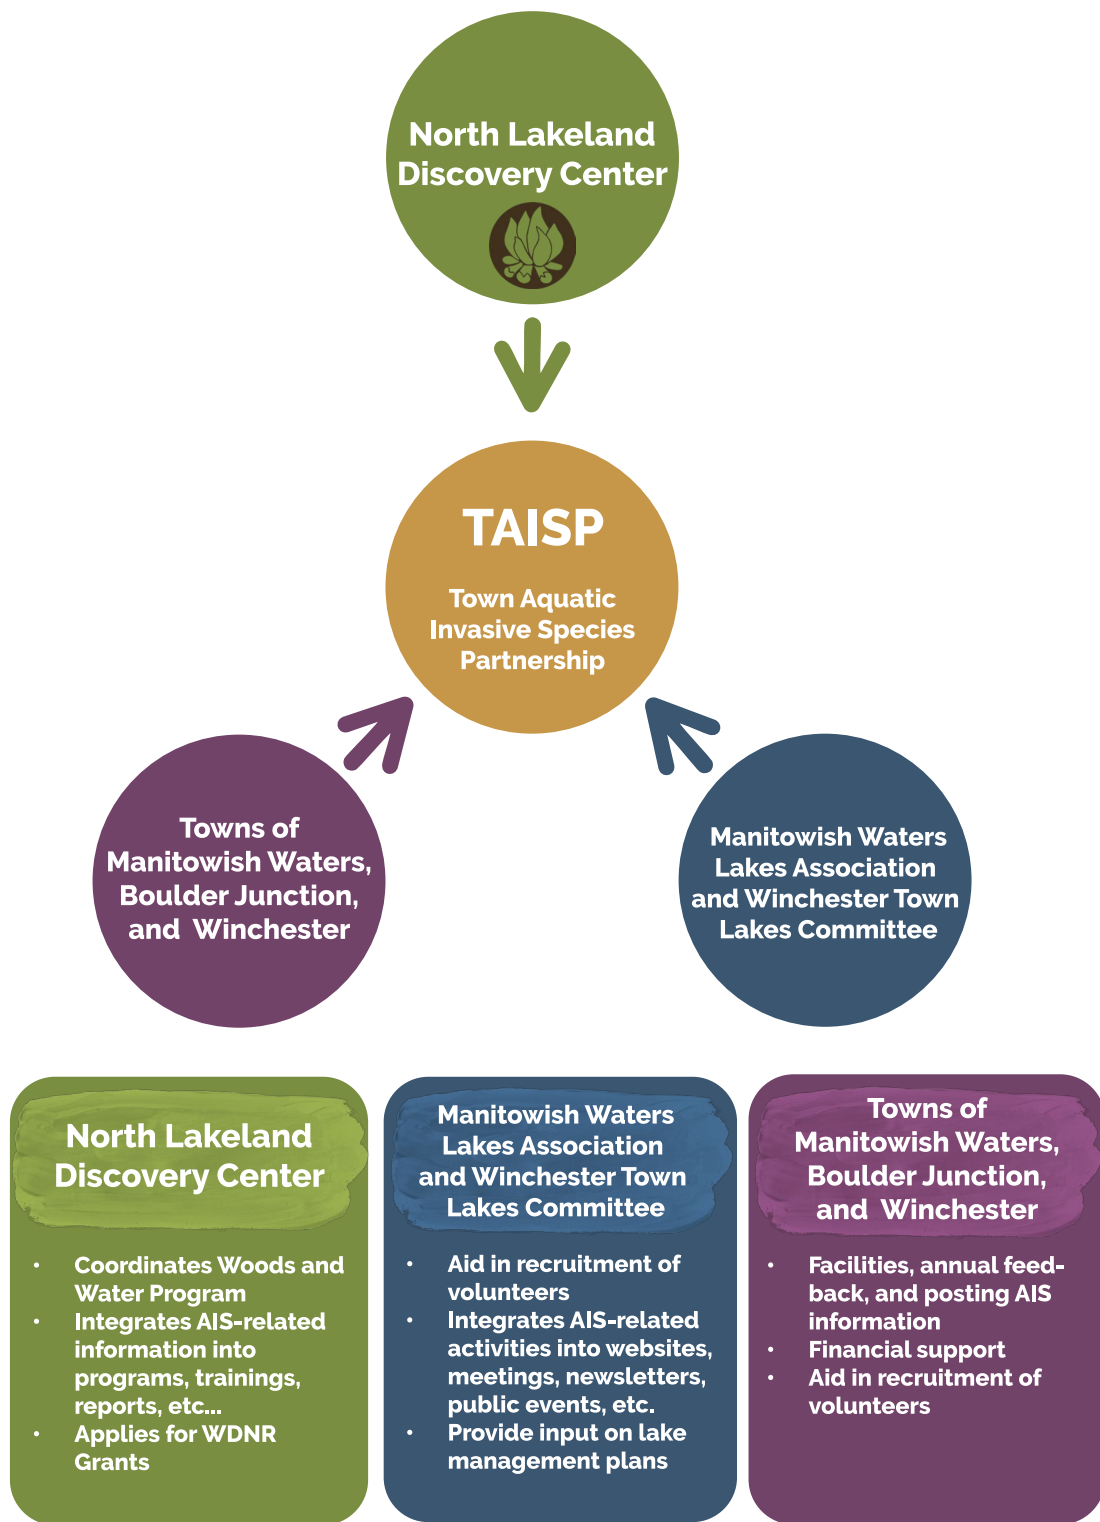 North Lakeland
Discovery Center
TAISP
Town Aquatic
Invasive Species
Partnership
Towns of
Manitowish Waters,
Boulder Junction,
and Winchester
Manitowish Waters
Lakes Association
and Winchester Town
Lakes Committee
North Lakeland
Discovery Center
• Coordinates Woods and
Water Program
• Integrates AIS-related
information into
programs, trainings,
reports, etc...
• Applies for WDNR
Grants
Manitowish Waters
Lakes Association
and Winchester Town
Lakes Committee
• Aid in recruitment of
volunteers
• Integrates AIS-related
activities into websites,
meetings, newsletters,
public events, etc.
• Provide input on lake
management plans
Towns of
Manitowish Waters,
Boulder Junction,
and Winchester
• Facilities, annual feed-
back, and posting AIS
information
• Financial support
• Aid in recruitment of
volunteers